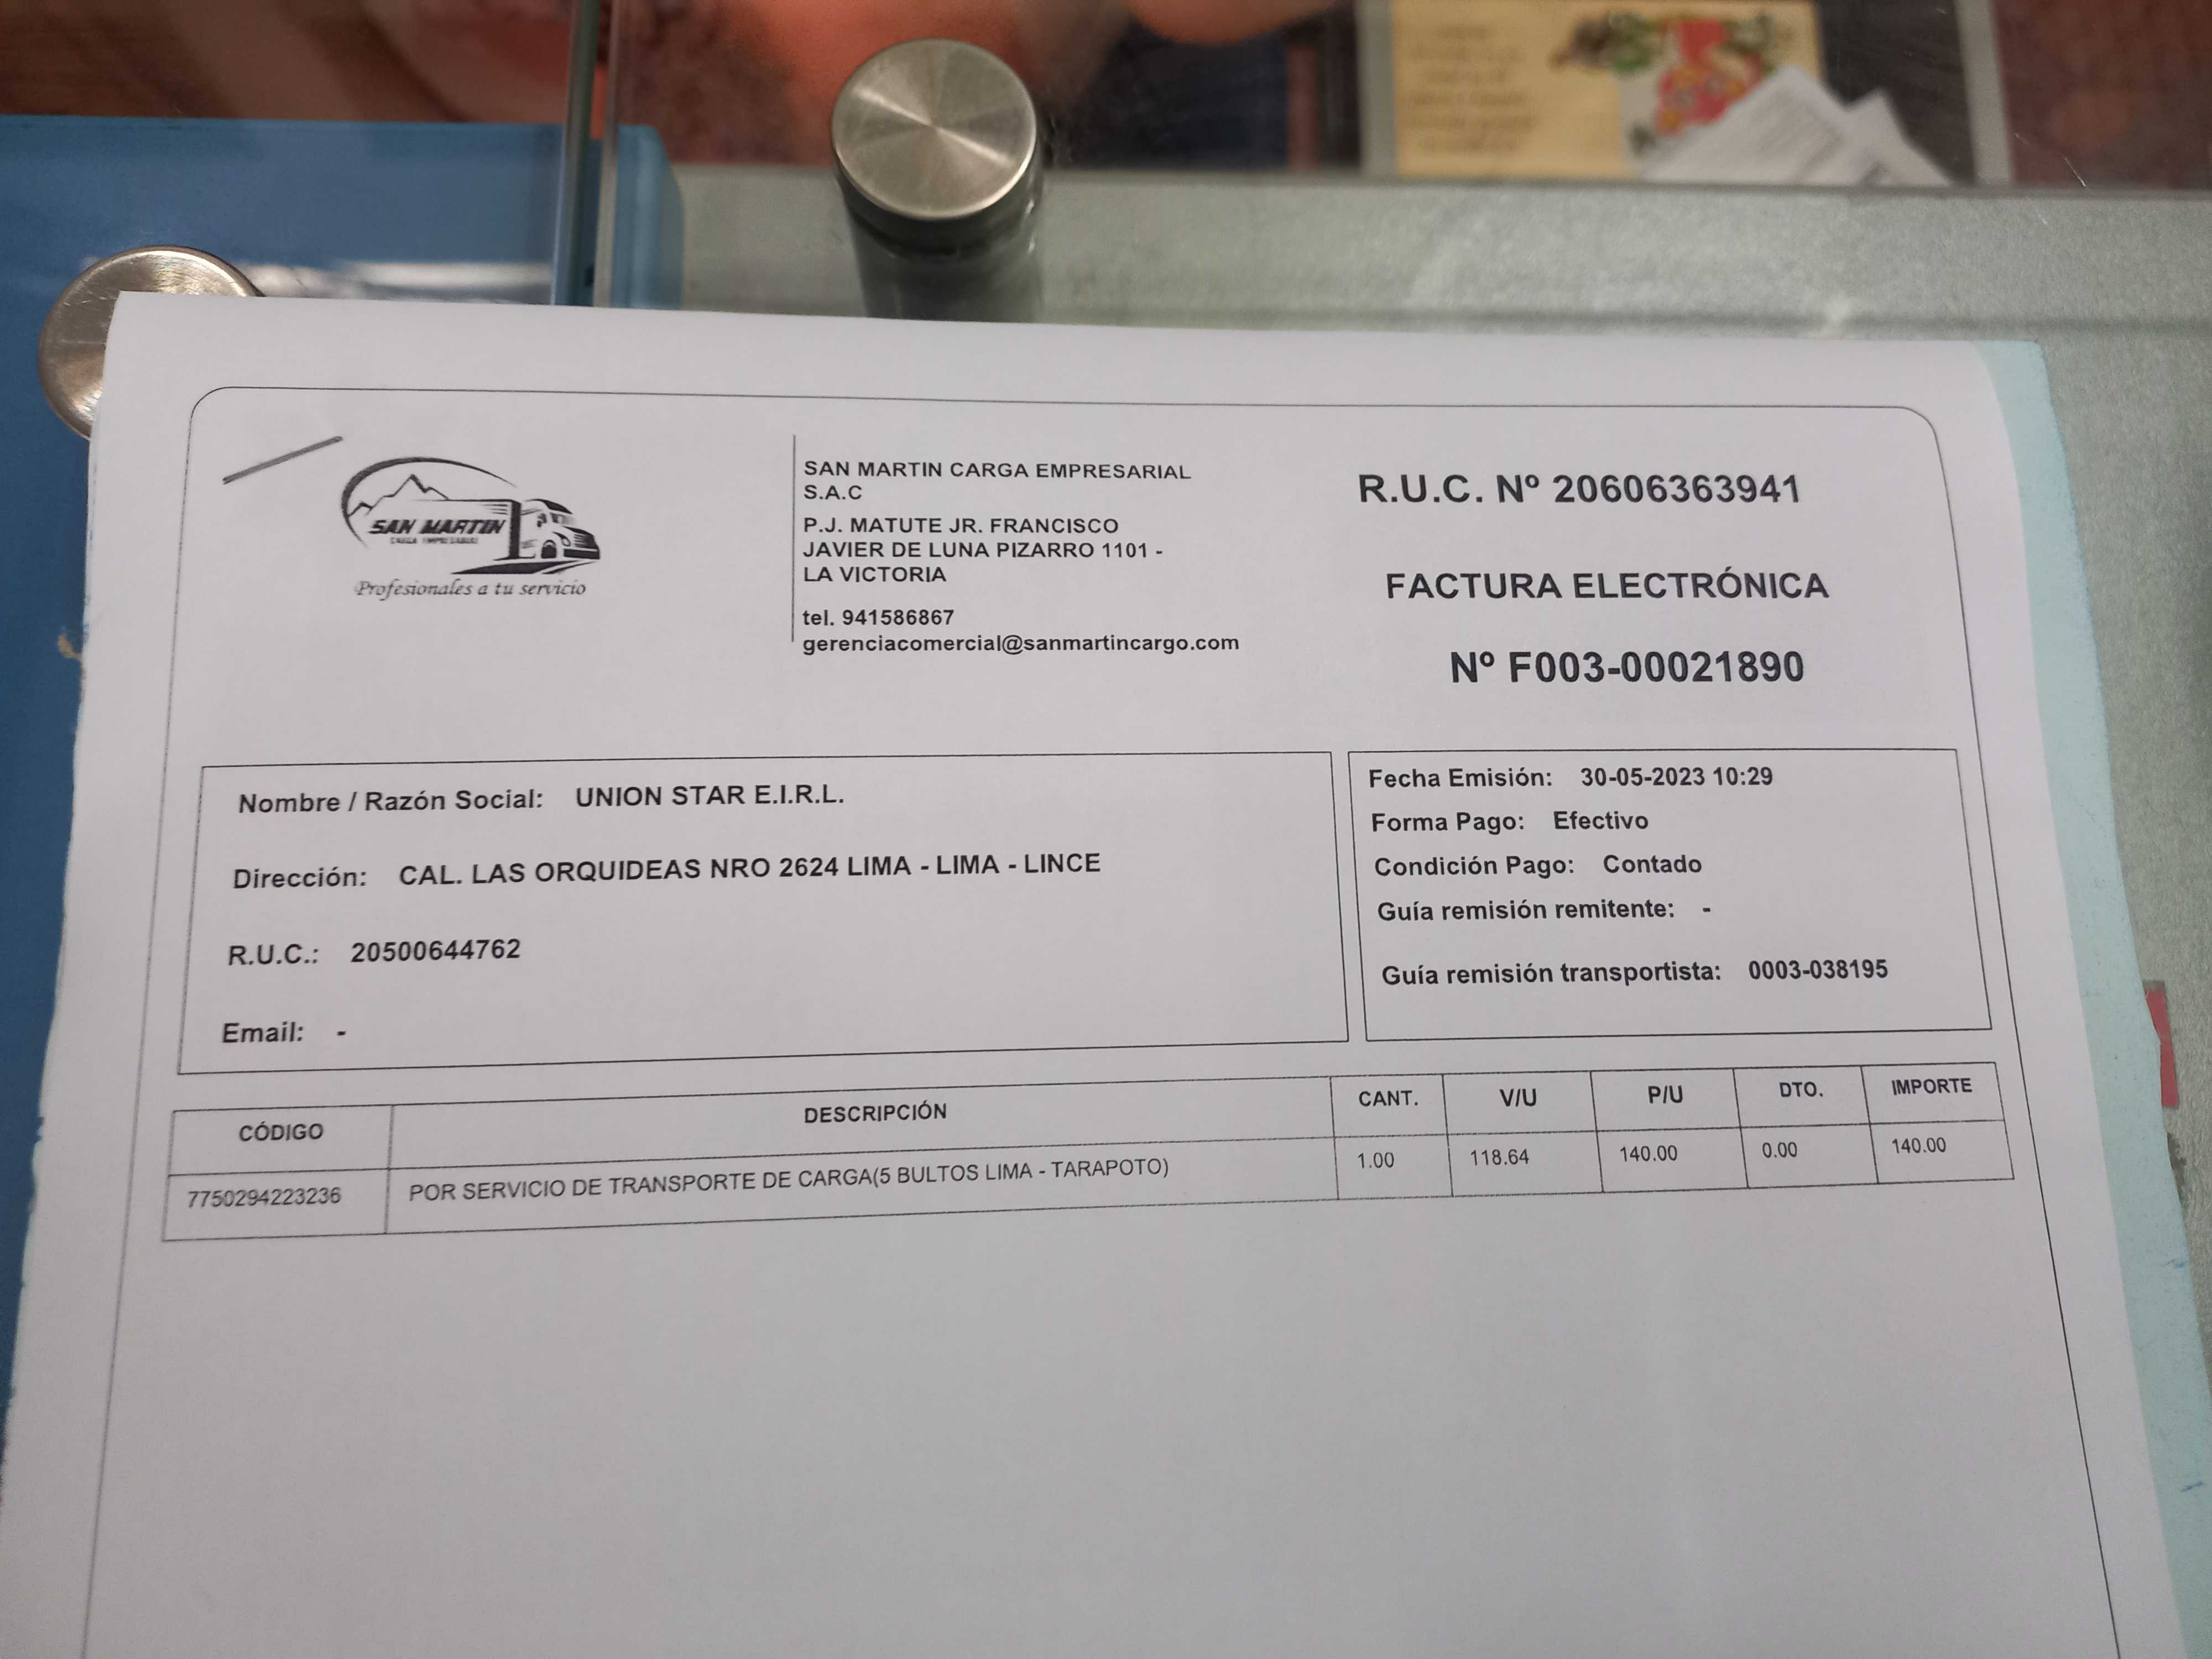 SAN MARTIN
CARGA EMPRESARIAL
Profesionales a tu servicio
SAN MARTIN CARGA EMPRESARIAL
S.A.C
P.J. MATUTE JR. FRANCISCO
JAVIER DE LUNA PIZARRO 1101 -
LA VICTORIA
tel. 941586867
gerenciacomercial@sanmartincargo.com
R.U.C. Nº 20606363941
FACTURA ELECTRÓNICA
Nº F003-00021890
Nombre / Razón Social: UNION STAR E.I.R.L.
Dirección: CAL. LAS ORQUIDEAS NRO 2624 LIMA - LIMA - LINCE
R.U.C.: 20500644762
Email: -
Fecha Emisión: 30-05-2023 10:29
Forma Pago: Efectivo
Condición Pago: Contado
Guía remisión remitente: -
Guía remisión transportista: 0003-038195
CÓDIGO DESCRIPCIÓN CANT. V/U P/U DTO. IMPORTE
7750294223236 POR SERVICIO DE TRANSPORTE DE CARGA(5 BULTOS LIMA - TARAPOTO) 1.00 118.64 140.00 0.00 140.00